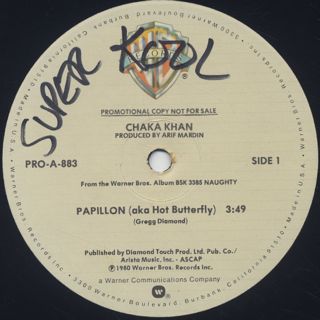 SUPER KOOL
RECORDS
PROMOTIONAL COPY NOT FOR SALE
CHAKA KHAN
PRODUCED BY ARIF MARDIN
PRO-A-883
SIDE 1
From the Warner Bros. Album BSK 3385 NAUGHTY
PAPILLON (aka Hot Butterfly) 3:49
(Gregg Diamond)
Published by Diamond Touch Prod. Ltd. Pub. Co./
Arista Music, Inc. - ASCAP
℗ 1980 Warner Bros. Records Inc.
a Warner Communications Company